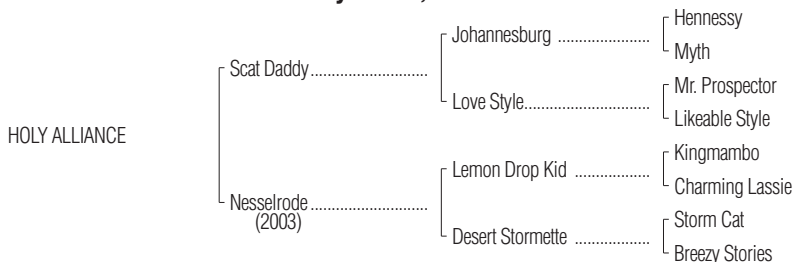 Hennessy
Johannesburg ......................
Myth
Scat Daddy............................
Mr. Prospector
Love Style..............................
Likeable Style
HOLY ALLIANCE
Kingmambo
Lemon Drop Kid ..................
Charming Lassie
Nesselrode ............................
(2003)
Storm Cat
Desert Stormette ..................
Breezy Stories